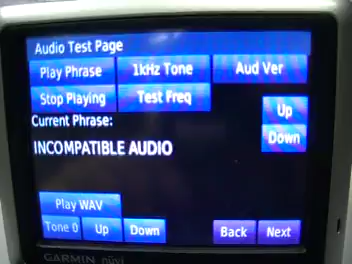 Audio Test Page
Play Phrase 1kHz Tone Aud Ver
Stop Playing Test Freq
Up
Current Phrase:
Down
INCOMPATIBLE AUDIO
Play WAV
Tone 0 Up Down Back Next
GARMIN nüvi